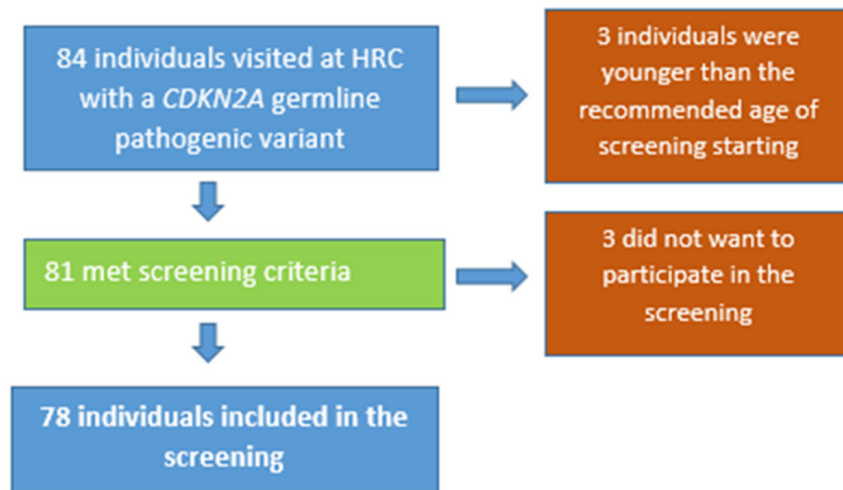 84 individuals visited at HRC
with a CDKN2A germline
pathogenic variant
3 individuals were
younger than the
recommended age of
screening starting
81 met screening criteria
3 did not want to
participate in the
screening
78 individuals included in the
screening